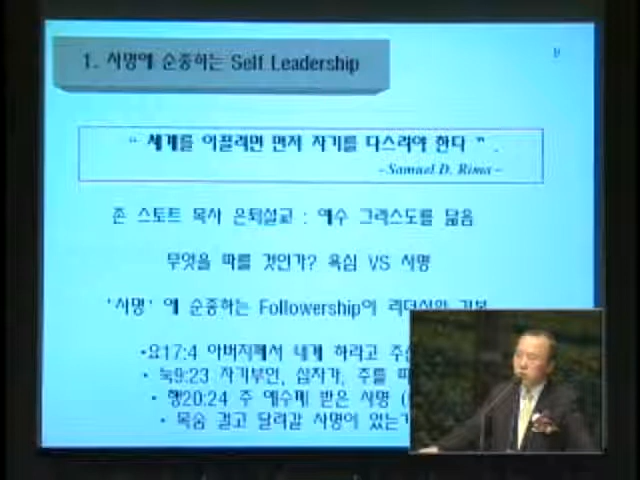 1. 사명에 순종하는 Self Leadership
9
“ 세계를 이끌려면 먼저 자기를 다스려야 한다 ” .
-Samuel D. Rima-
존 스토트 목사 은퇴설교 : 예수 그리스도를 닮음
무엇을 따를 것인가? 욕심 VS 사명
'사명' 에 순종하는 Followership이 리더십의 기본
•요17:4 아버지께서 내게 하라고
• 눅9:23 자기부인, 십자가, 주를
• 행20:24 주 예수께 받은 사명 (
• 목숨 걸고 달려갈 사명이 있는가